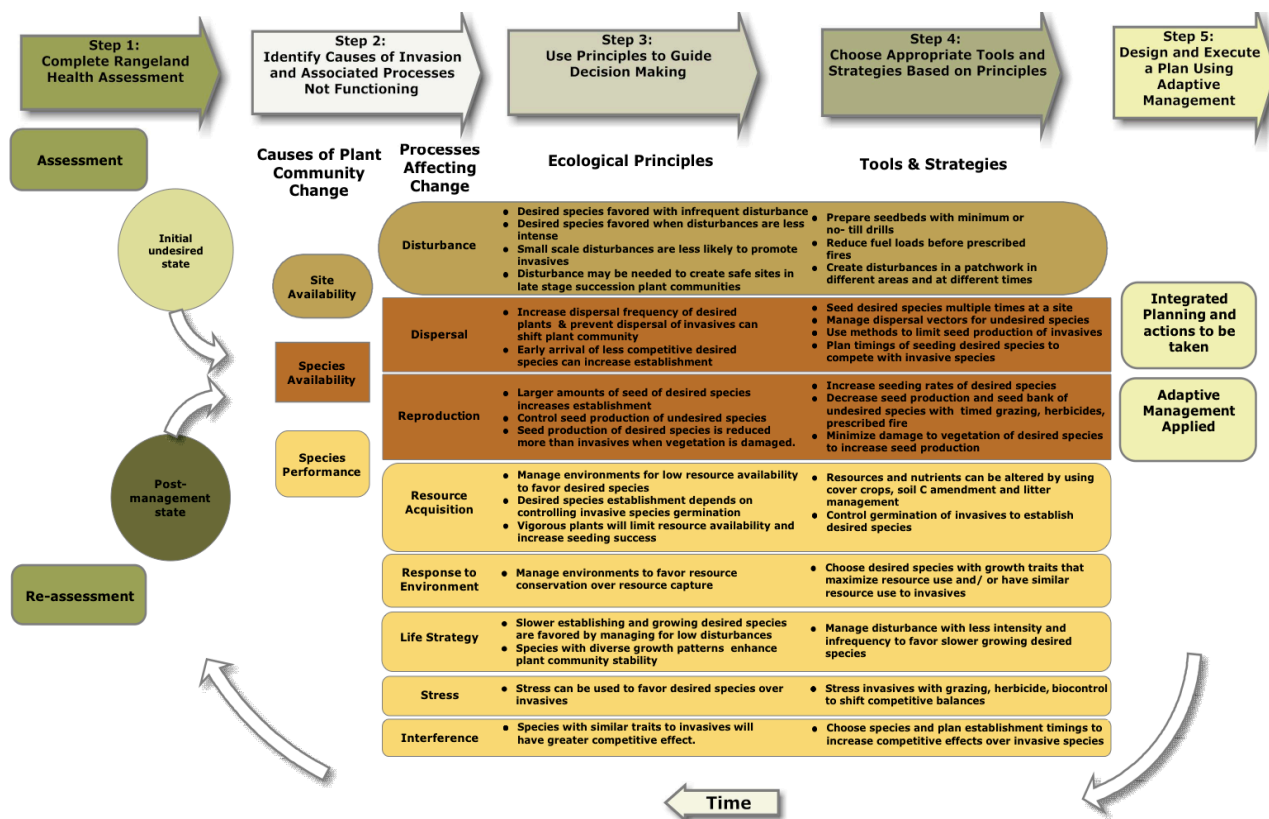 Step 1:
Complete Rangeland
Health Assessment
Step 2:
Identify Causes of Invasion
and Associated Processes
Not Functioning
Step 3:
Use Principles to Guide
Decision Making
Step 4:
Choose Appropriate Tools and
Strategies Based on Principles
Step 5:
Design and Execute
a Plan Using
Adaptive
Management
Assessment
Initial
undesired
state
Post-
management
state
Re-assessment
Causes of Plant
Community
Change
Site
Availability
Species
Availability
Species
Performance
Processes
Affecting
Change
Ecological Principles
Tools & Strategies
Disturbance
● Desired species favored with infrequent disturbance
● Desired species favored when disturbances are less
intense
● Small scale disturbances are less likely to promote
invasives
● Disturbance may be needed to create safe sites in
late stage succession plant communities
● Prepare seedbeds with minimum or
no- till drills
● Reduce fuel loads before prescribed
fires
● Create disturbances in a patchwork in
different areas and at different times
Dispersal
● Increase dispersal frequency of desired
plants & prevent dispersal of invasives can
shift plant community
● Early arrival of less competitive desired
species can increase establishment
● Seed desired species multiple times at a site
● Manage dispersal vectors for undesired species
● Use methods to limit seed production of invasives
● Plan timings of seeding desired species to
compete with invasive species
Reproduction
● Larger amounts of seed of desired species
increases establishment
● Control seed production of undesired species
● Seed production of desired species is reduced
more than invasives when vegetation is damaged.
● Increase seeding rates of desired species
● Decrease seed production and seed bank of
undesired species with timed grazing, herbicides,
prescribed fire
● Minimize damage to vegetation of desired species
to increase seed production
Resource
Acquisition
● Manage environments for low resource availability
to favor desired species
● Desired species establishment depends on
controlling invasive species germination
● Vigorous plants will limit resource availability and
increase seeding success
● Resources and nutrients can be altered by using
cover crops, soil C amendment and litter
management
● Control germination of invasives to establish
desired species
Response to
Environment
● Manage environments to favor resource
conservation over resource capture
● Choose desired species with growth traits that
maximize resource use and/ or have similar
resource use to invasives
Life Strategy
● Slower establishing and growing desired species
are favored by managing for low disturbances
● Species with diverse growth patterns enhance
plant community stability
● Manage disturbance with less intensity and
infrequency to favor slower growing desired
species
Stress
● Stress can be used to favor desired species over
invasives
● Stress invasives with grazing, herbicide, biocontrol
to shift competitive balances
Interference
● Species with similar traits to invasives will
have greater competitive effect.
● Choose species and plan establishment timings to
increase competitive effects over invasive species
Integrated
Planning and
actions to be
taken
Adaptive
Management
Applied
Time